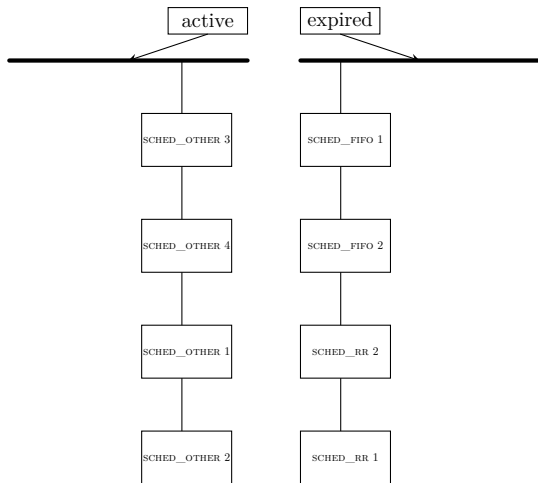 active
expired
SCHED_OTHER 3
SCHED_FIFO 1
SCHED_OTHER 4
SCHED_FIFO 2
SCHED_OTHER 1
SCHED_RR 2
SCHED_OTHER 2
SCHED_RR 1